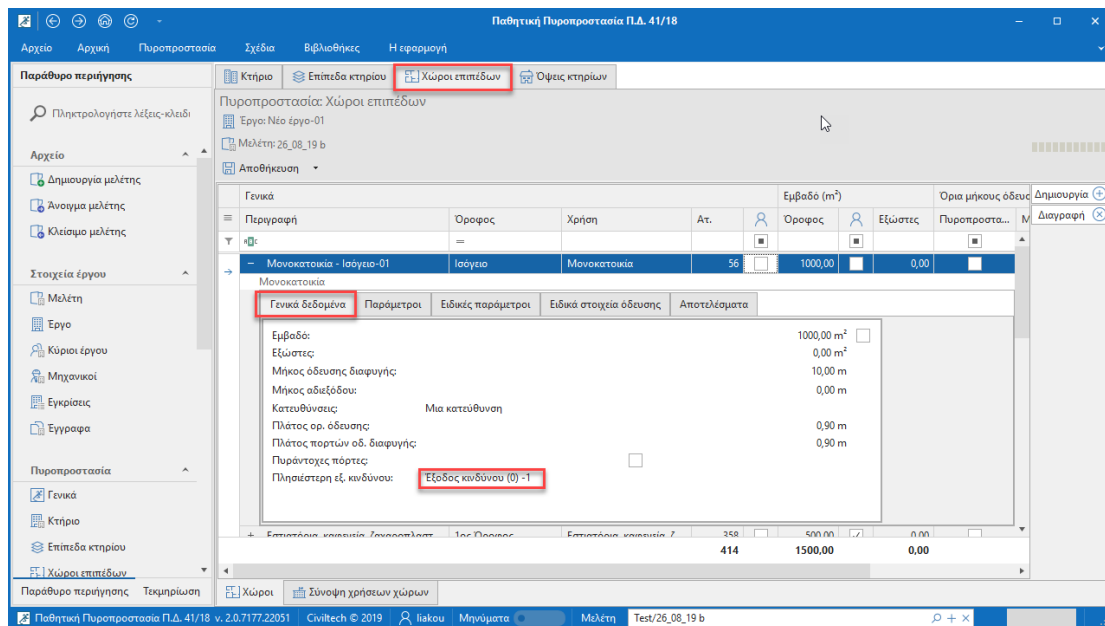 Παθητική Πυροπροστασία Π.Δ. 41/18
Αρχείο Αρχική Πυροπροστασία Σχέδια Βιβλιοθήκες Η εφαρμογή
Παράθυρο περιήγησης
Πληκτρολογήστε λέξεις-κλειδι
Αρχείο
Δημιουργία μελέτης
Άνοιγμα μελέτης
Κλείσιμο μελέτης
Στοιχεία έργου
Μελέτη
Έργο
Κύριοι έργου
Μηχανικοί
Εγκρίσεις
Έγγραφα
Πυροπροστασία
Γενικά
Κτήριο
Επίπεδα κτηρίου
Χώροι επιπέδων
Παράθυρο περιήγησης Τεκμηρίωση
Κτήριο Επίπεδα κτηρίου Χώροι επιπέδων Όψεις κτηρίων
Πυροπροστασία: Χώροι επιπέδων
Έργο: Νέο έργο-01
Μελέτη: 26_08_19 b
Αποθήκευση
Γενικά Εμβαδό (m²) Όρια μήκους όδευσ
Δημιουργία
Διαγραφή
Περιγραφή Όροφος Χρήση Ατ. Όροφος Εξώστες Πυροπροστα... Μ
=
− Μονοκατοικία - Ισόγειο-01 Ισόγειο Μονοκατοικία 56 1000,00 0,00
Μονοκατοικία
Γενικά δεδομένα Παράμετροι Ειδικές παράμετροι Ειδικά στοιχεία όδευσης Αποτελέσματα
Εμβαδό: 1000,00 m²
Εξώστες: 0,00 m²
Μήκος όδευσης διαφυγής: 10,00 m
Μήκος αδιεξόδου: 0,00 m
Κατευθύνσεις: Μια κατεύθυνση
Πλάτος ορ. όδευσης: 0,90 m
Πλάτος πορτών οδ. διαφυγής: 0,90 m
Πυράντοχες πόρτες:
Πλησιέστερη εξ. κινδύνου: Έξοδος κινδύνου (0) -1
+ Εστιατόρια, καφενεία, ζαχαροπλαστ... 1ος Όροφος Εστιατόρια, καφενεία, ζ... 358 500,00 0,00
414 1500,00 0,00
Χώροι Σύνοψη χρήσεων χώρων
Παθητική Πυροπροστασία Π.Δ. 41/18 v. 2.0.7177.22051 Civiltech © 2019 liakou Μηνύματα Μελέτη Test/26_08_19 b